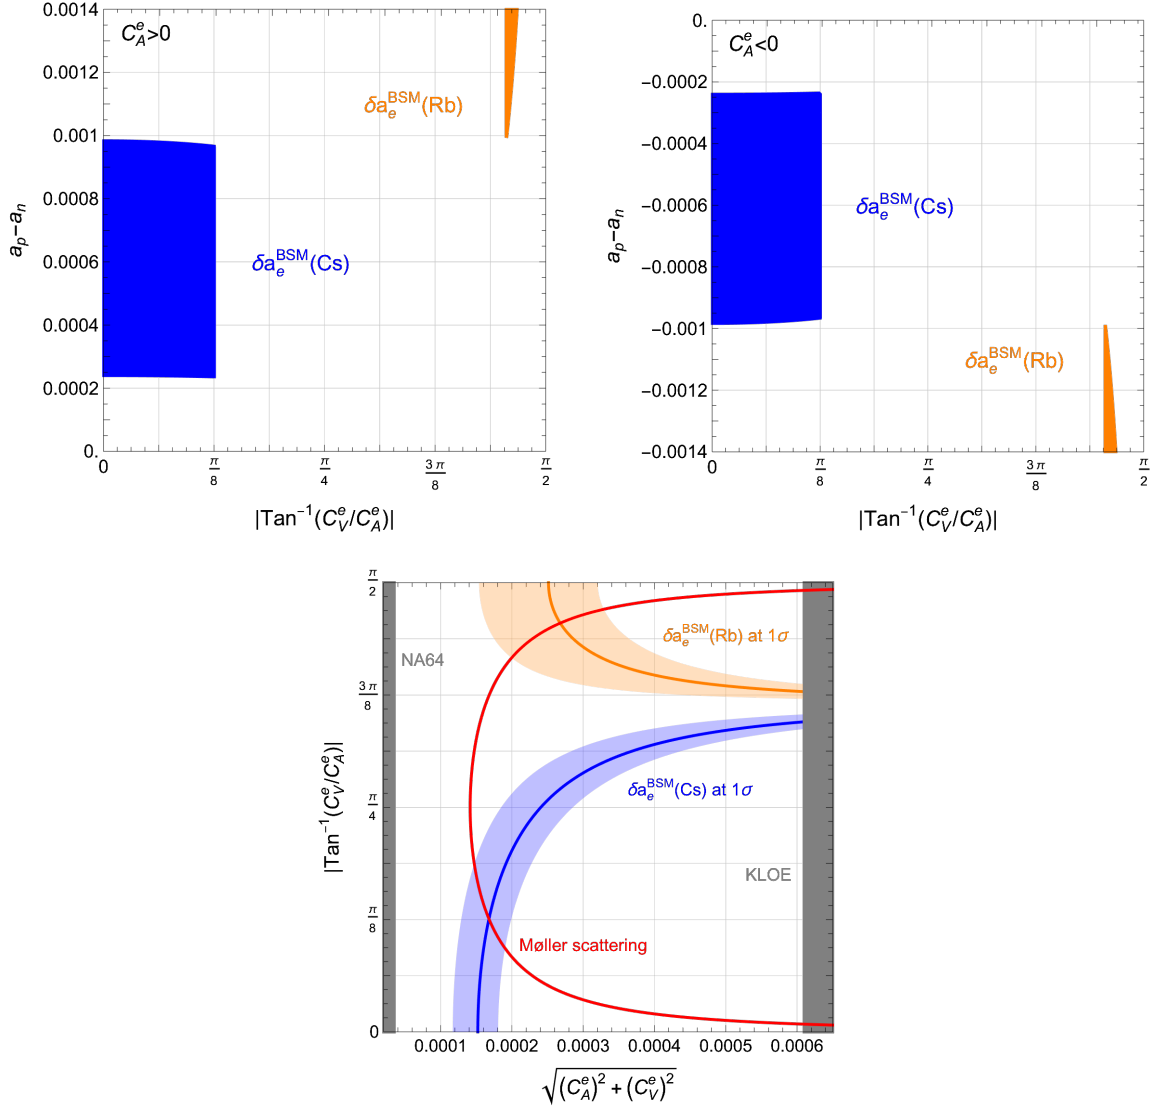 C_A^e>0
δa_e^BSM(Rb)
δa_e^BSM(Cs)
a_p−a_n
0.0014
0.0012
0.001
0.0008
0.0006
0.0004
0.0002
0.
0 π/8 π/4 3π/8 π/2
|Tan⁻¹(C_V^e/C_A^e)|
C_A^e<0
δa_e^BSM(Cs)
δa_e^BSM(Rb)
a_p−a_n
0.
−0.0002
−0.0004
−0.0006
−0.0008
−0.001
−0.0012
−0.0014
0 π/8 π/4 3π/8 π/2
|Tan⁻¹(C_V^e/C_A^e)|
NA64
δa_e^BSM(Rb) at 1σ
δa_e^BSM(Cs) at 1σ
KLOE
Møller scattering
|Tan⁻¹(C_V^e/C_A^e)|
π/2
3π/8
π/4
π/8
0
0.0001 0.0002 0.0003 0.0004 0.0005 0.0006
√((C_A^e)²+(C_V^e)²)